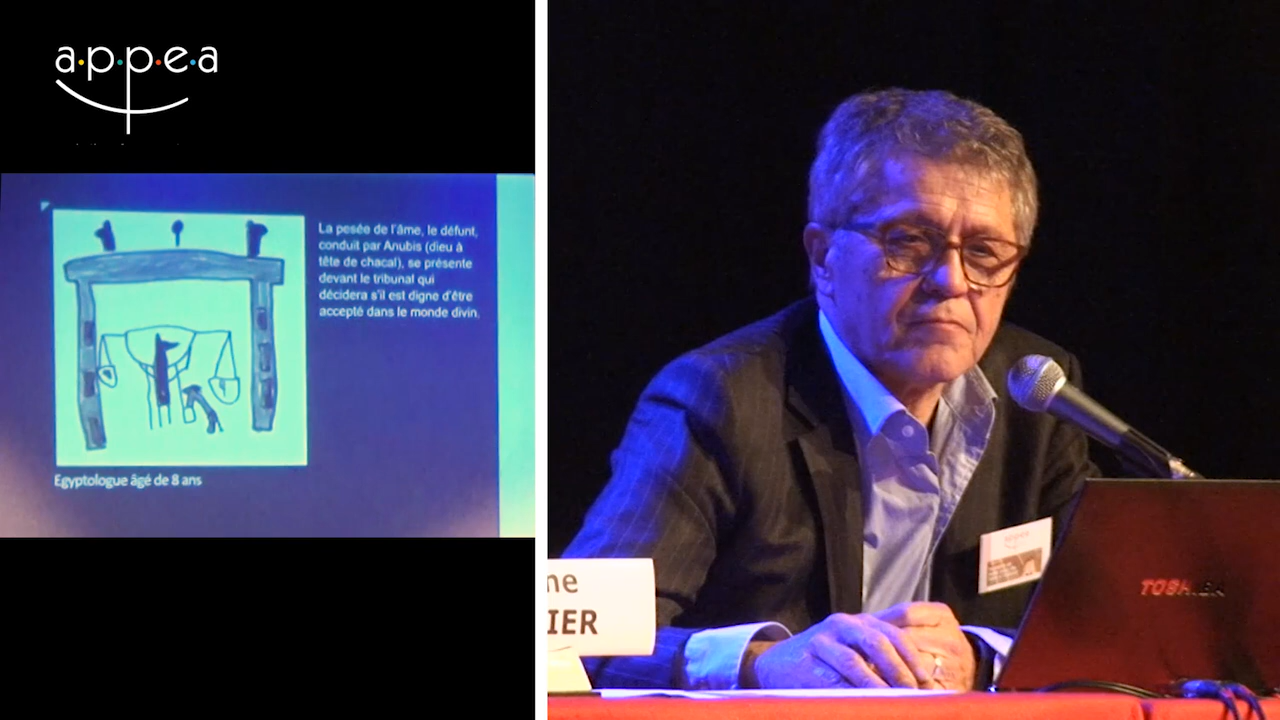 a·p·p·e·a
La pesée de l'âme, le défunt,
conduit par Anubis (dieu à
tête de chacal), se présente
devant le tribunal qui
décidera s'il est digne d'être
accepté dans le monde divin.
Egyptologue âgé de 8 ans
ne
IER
appea
TOSHIBA